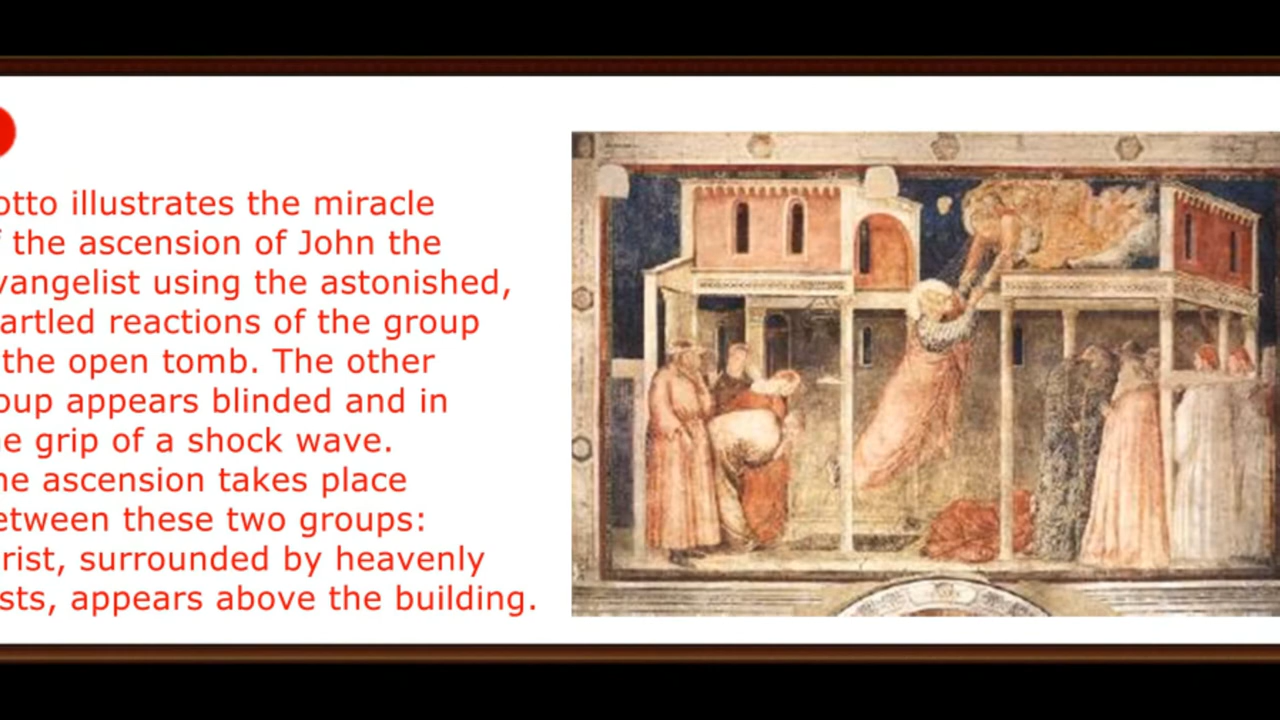 otto illustrates the miracle
f the ascension of John the
vangelist using the astonished,
artled reactions of the group
the open tomb. The other
oup appears blinded and in
e grip of a shock wave.
he ascension takes place
etween these two groups:
rist, surrounded by heavenly
sts, appears above the building.